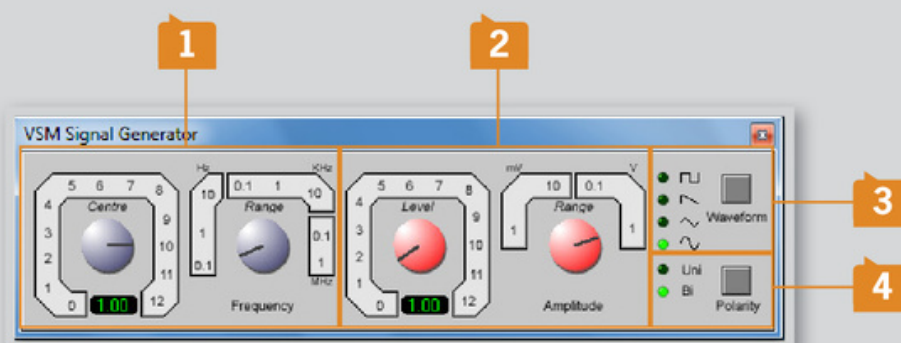 1
2
VSM Signal Generator
Hz
KHz
mV
V
5 6 7 8
4
9
3
10
2
11
1
0
12
Centre
1.00
10
1
0.1
0.1 1 10
Range
0.1
1
MHz
Frequency
5 6 7 8
4
9
3
10
2
11
1
0
12
Level
1.00
10 0.1
1
1
Range
Amplitude
Waveform
3
Uni
Bi
Polarity
4